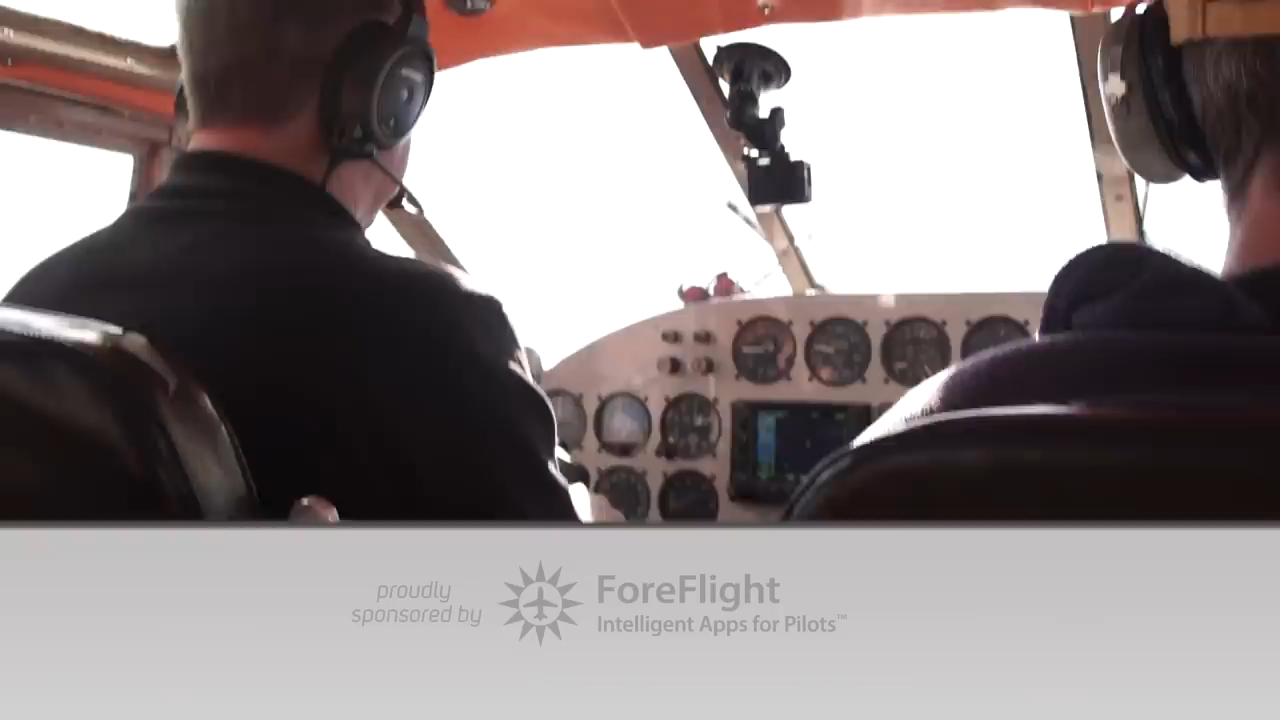 proudly
sponsored by
ForeFlight
Intelligent Apps for Pilots™